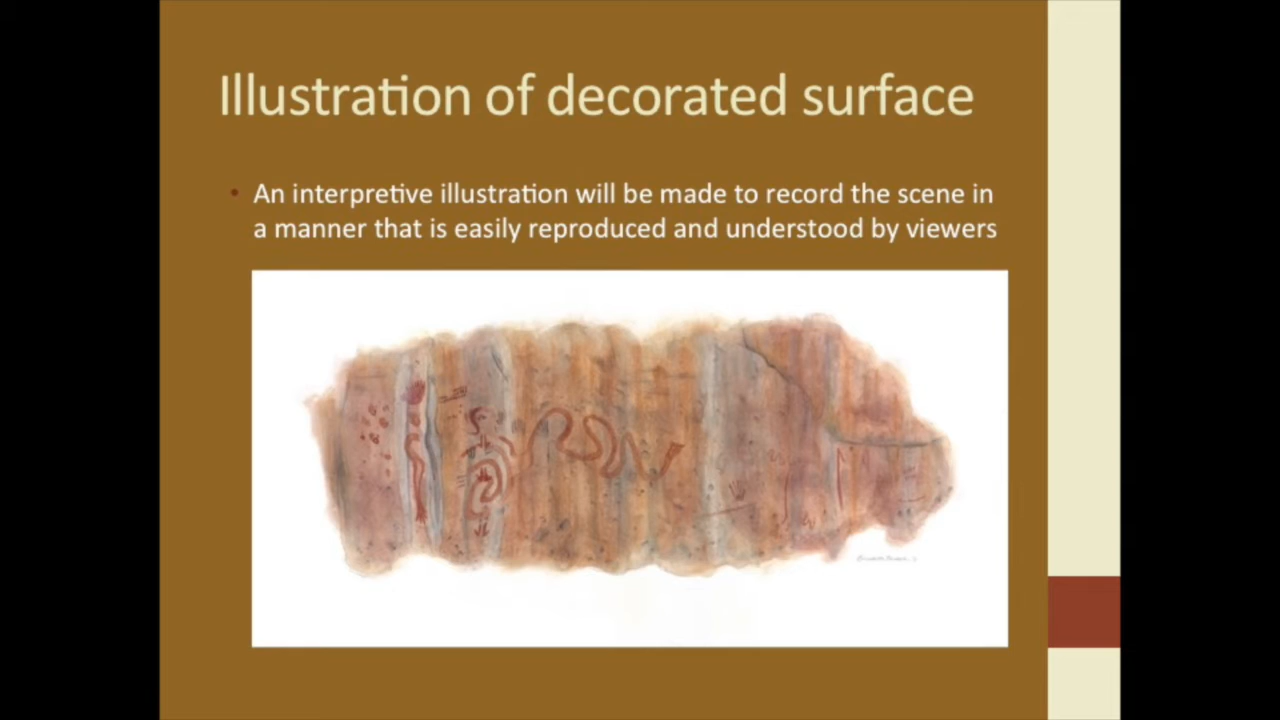 Illustration of decorated surface
• An interpretive illustration will be made to record the scene in
a manner that is easily reproduced and understood by viewers